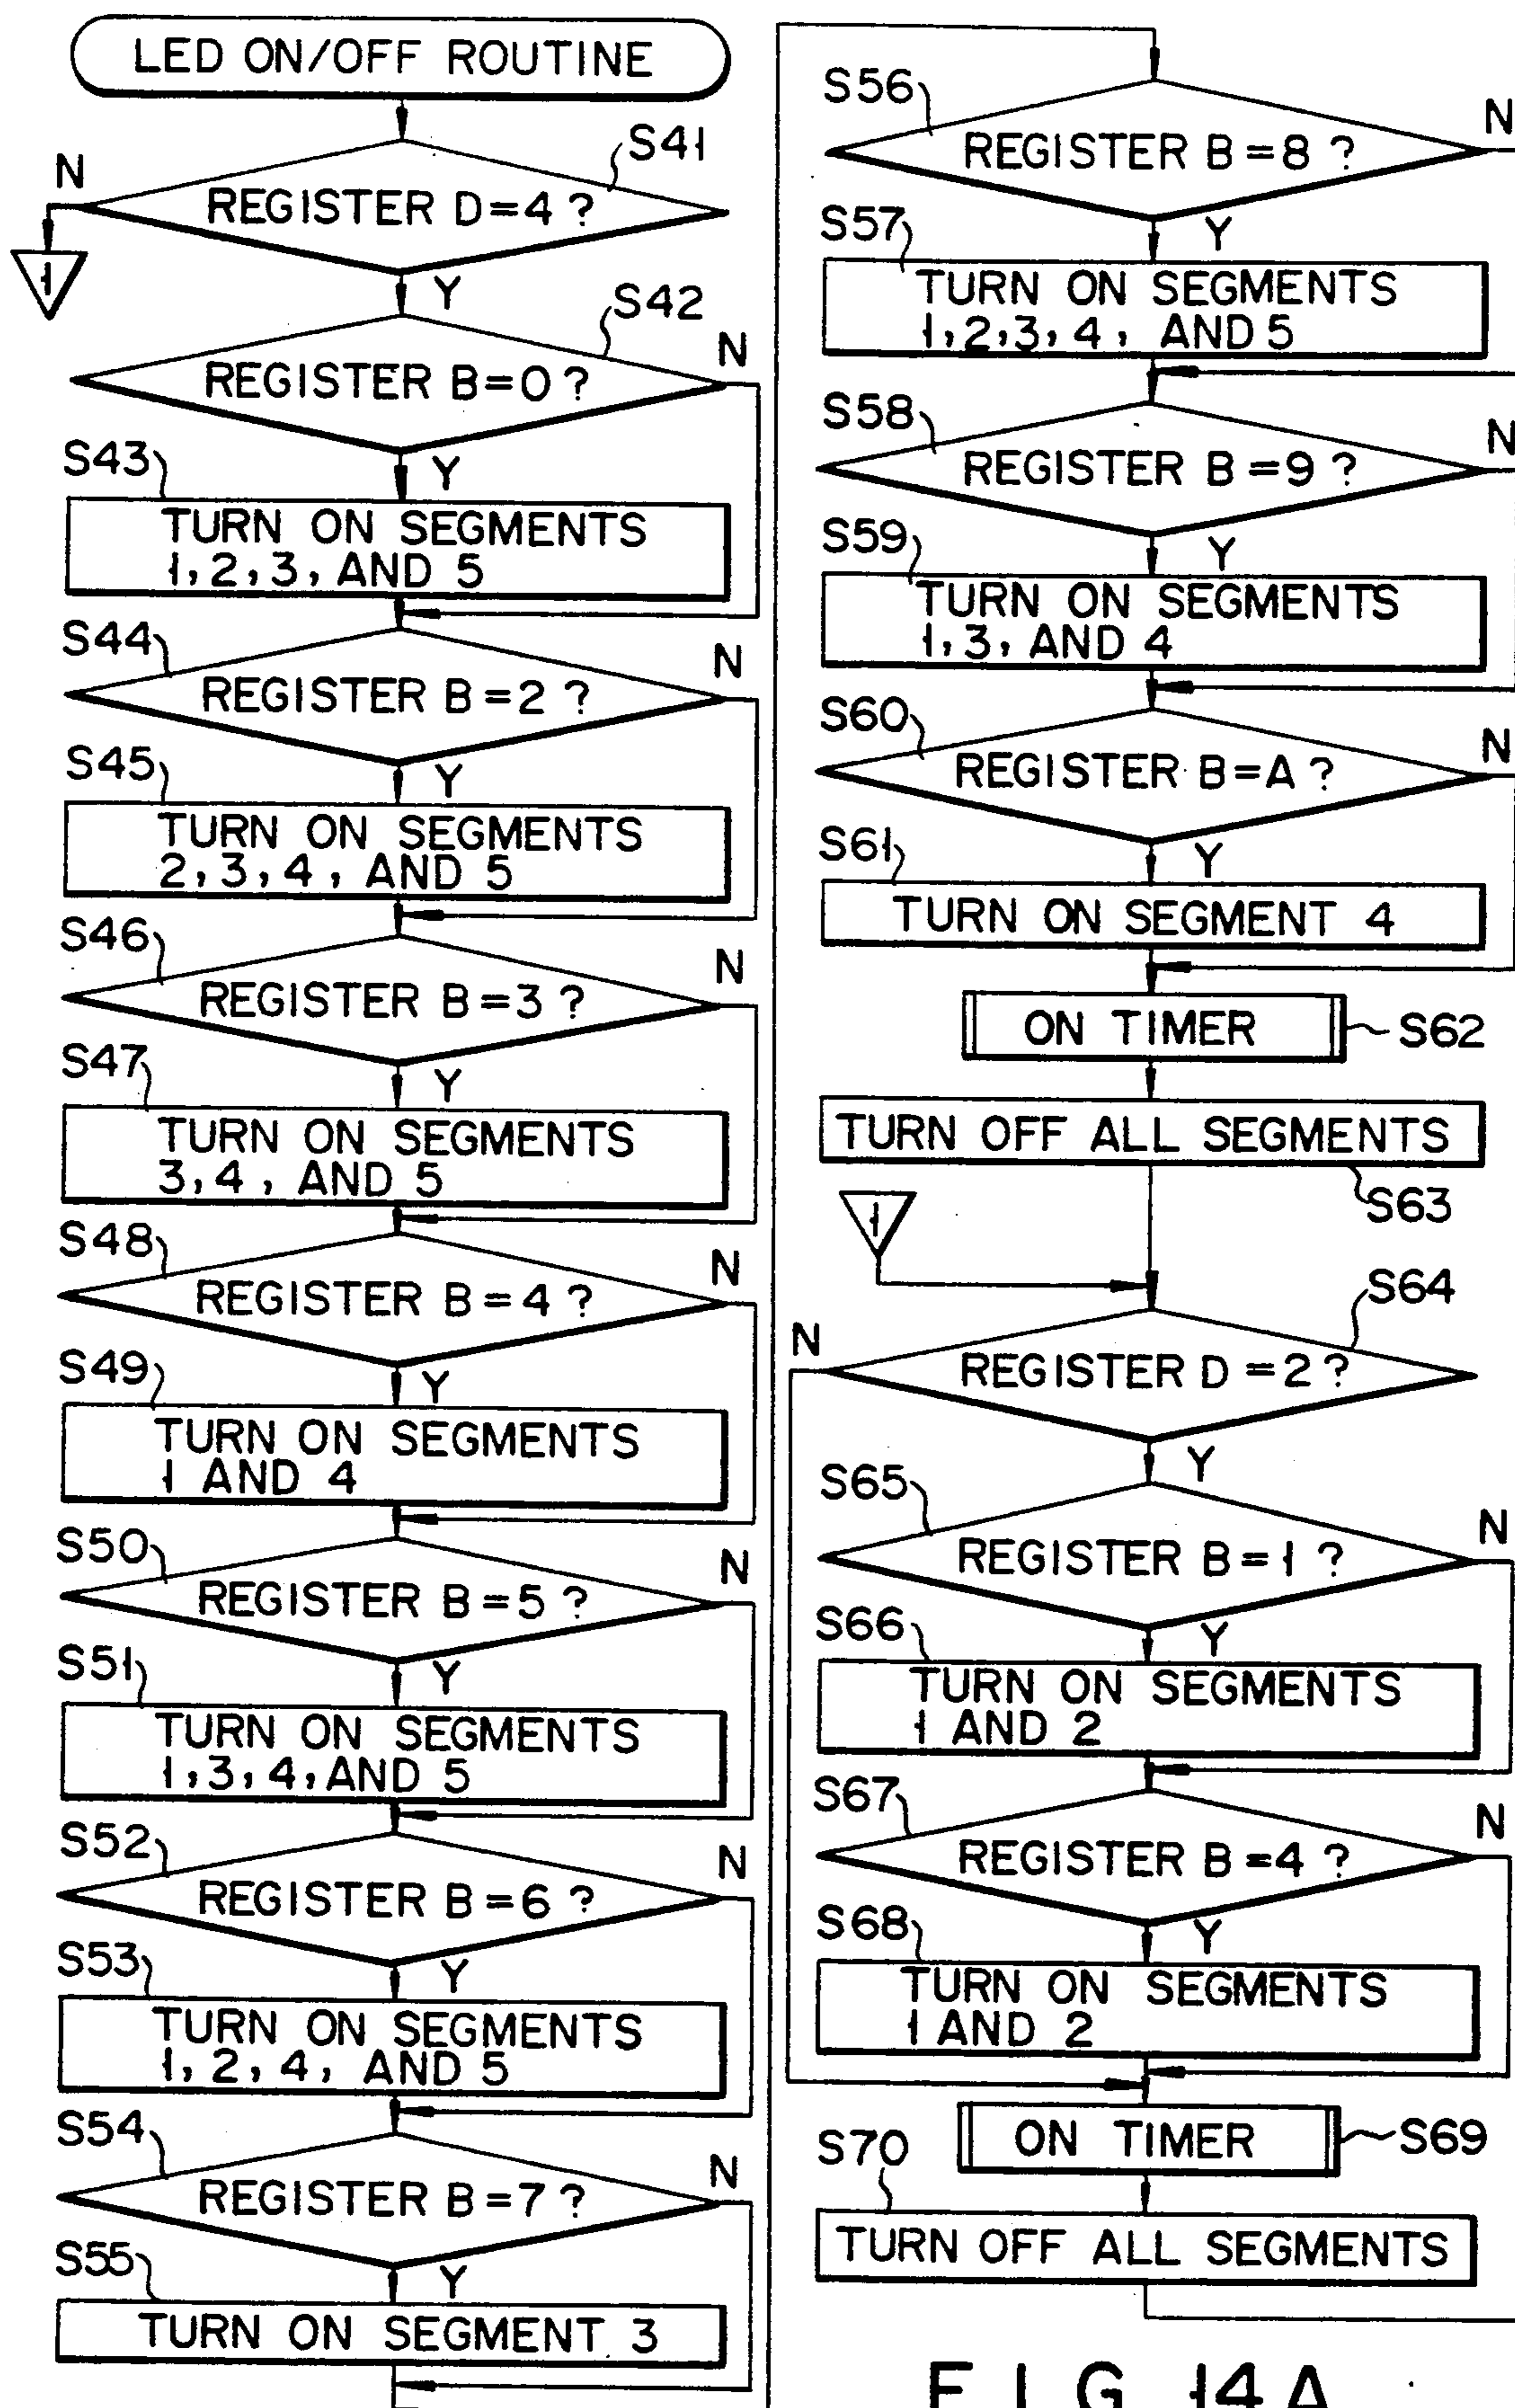 LED ON/OFF ROUTINE
S41
N
REGISTER D=4 ?
1
Y
S42
N
REGISTER B=0 ?
S43
Y
TURN ON SEGMENTS
1, 2, 3, AND 5
S44
N
REGISTER B=2 ?
S45
Y
TURN ON SEGMENTS
2, 3, 4, AND 5
S46
N
REGISTER B=3 ?
S47
Y
TURN ON SEGMENTS
3, 4, AND 5
S48
N
REGISTER B=4 ?
S49
Y
TURN ON SEGMENTS
1 AND 4
S50
N
REGISTER B=5 ?
S51
Y
TURN ON SEGMENTS
1, 3, 4, AND 5
S52
N
REGISTER B=6 ?
S53
Y
TURN ON SEGMENTS
1, 2, 4, AND 5
S54
N
REGISTER B=7 ?
S55
Y
TURN ON SEGMENT 3
S56
N
REGISTER B=8 ?
S57
Y
TURN ON SEGMENTS
1, 2, 3, 4, AND 5
S58
N
REGISTER B=9 ?
S59
Y
TURN ON SEGMENTS
1, 3, AND 4
S60
N
REGISTER B=A ?
S61
Y
TURN ON SEGMENT 4
ON TIMER
S62
TURN OFF ALL SEGMENTS
S63
1
S64
N
REGISTER D=2 ?
Y
S65
N
REGISTER B=1 ?
S66
Y
TURN ON SEGMENTS
1 AND 2
S67
N
REGISTER B=4 ?
S68
Y
TURN ON SEGMENTS
1 AND 2
ON TIMER
S69
S70
TURN OFF ALL SEGMENTS
FIG. 14A